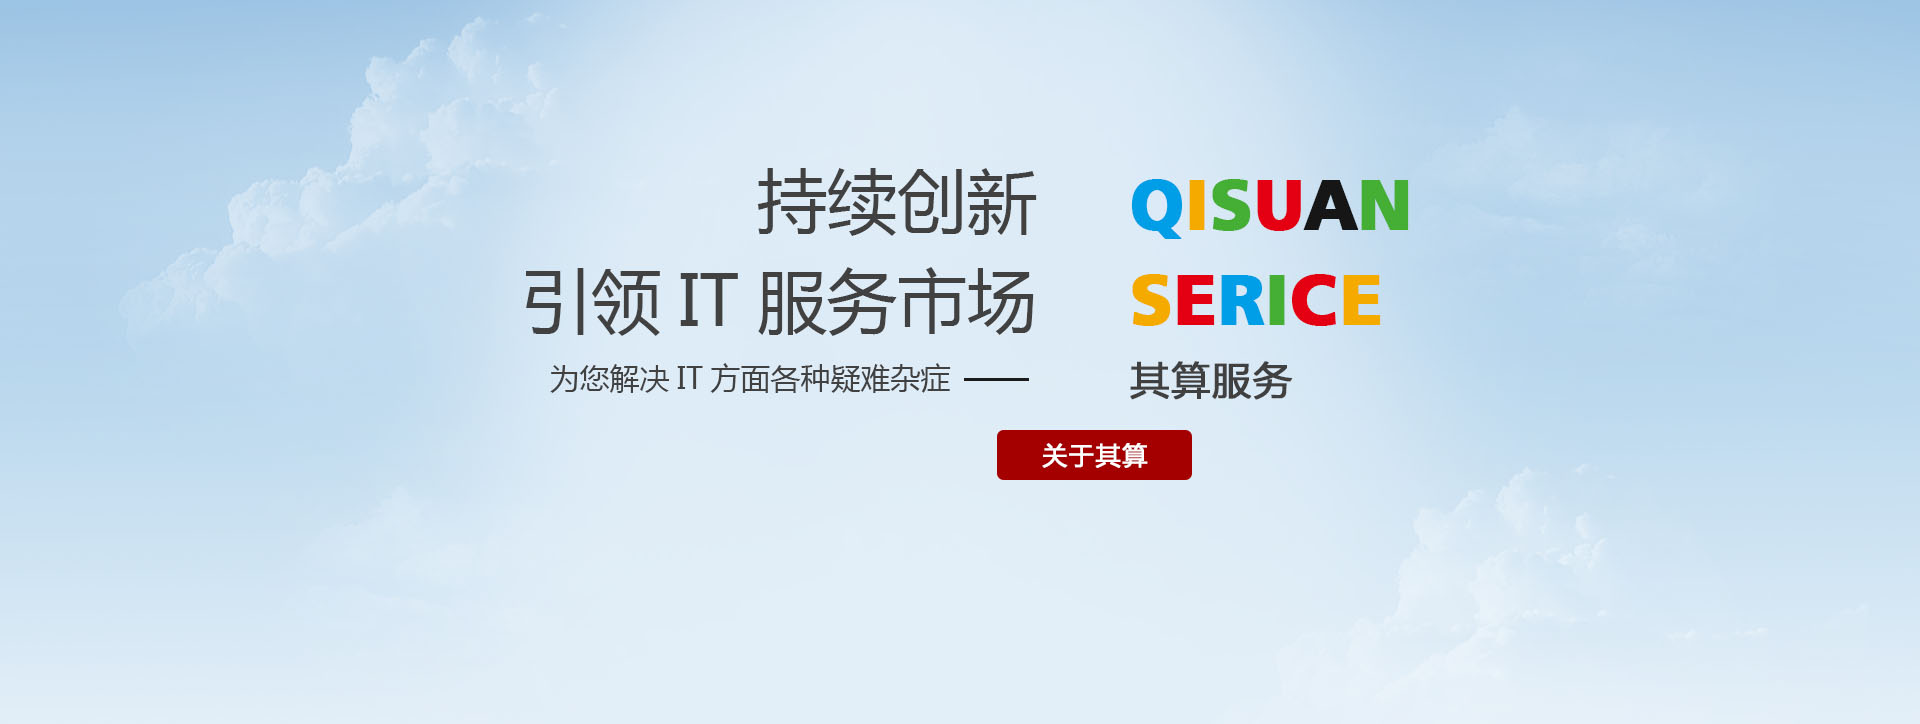 持续创新
引领 IT 服务市场
为您解决 IT 方面各种疑难杂症 ——
QISUAN
SERICE
其算服务
关于其算